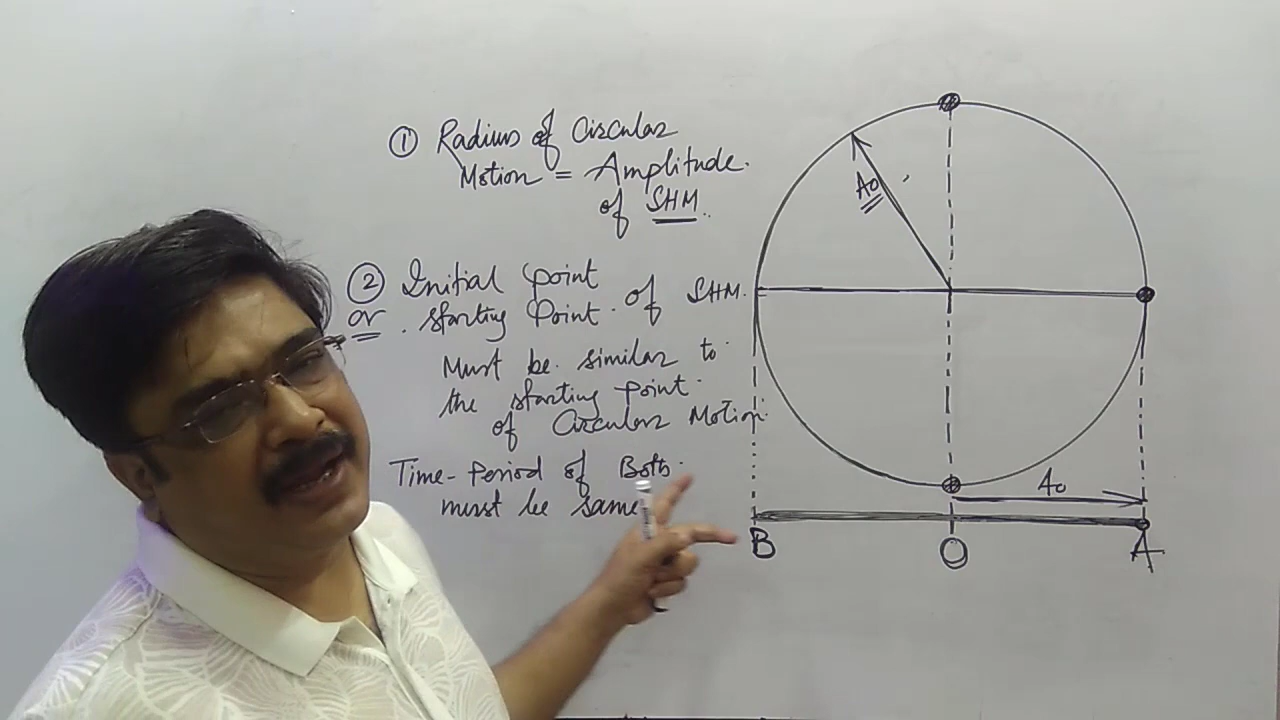 ① Radius of Circular
Motion = Amplitude.
of SHM.
② Initial point
or . starting Point. of SHM.
Must be similar to
the starting point
of Circular Motion.
Time-Period of Both.
must be same
A₀
A₀
B
O
A